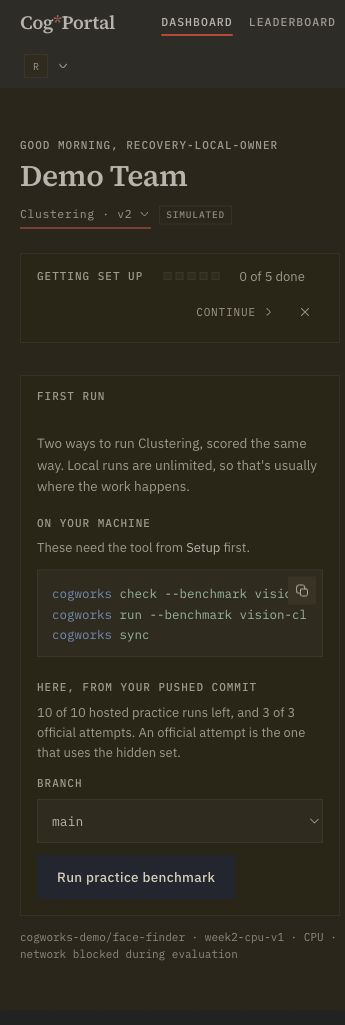 Cog*Portal
DASHBOARD LEADERBOARD
R
GOOD MORNING, RECOVERY-LOCAL-OWNER
Demo Team
Clustering · v2 SIMULATED
GETTING SET UP 0 of 5 done
CONTINUE
FIRST RUN
Two ways to run Clustering, scored the same
way. Local runs are unlimited, so that's usually
where the work happens.
ON YOUR MACHINE
These need the tool from Setup first.
cogworks check --benchmark visic
cogworks run --benchmark vision-cl
cogworks sync
HERE, FROM YOUR PUSHED COMMIT
10 of 10 hosted practice runs left, and 3 of 3
official attempts. An official attempt is the one
that uses the hidden set.
BRANCH
main
Run practice benchmark
cogworks-demo/face-finder · week2-cpu-v1 · CPU ·
network blocked during evaluation